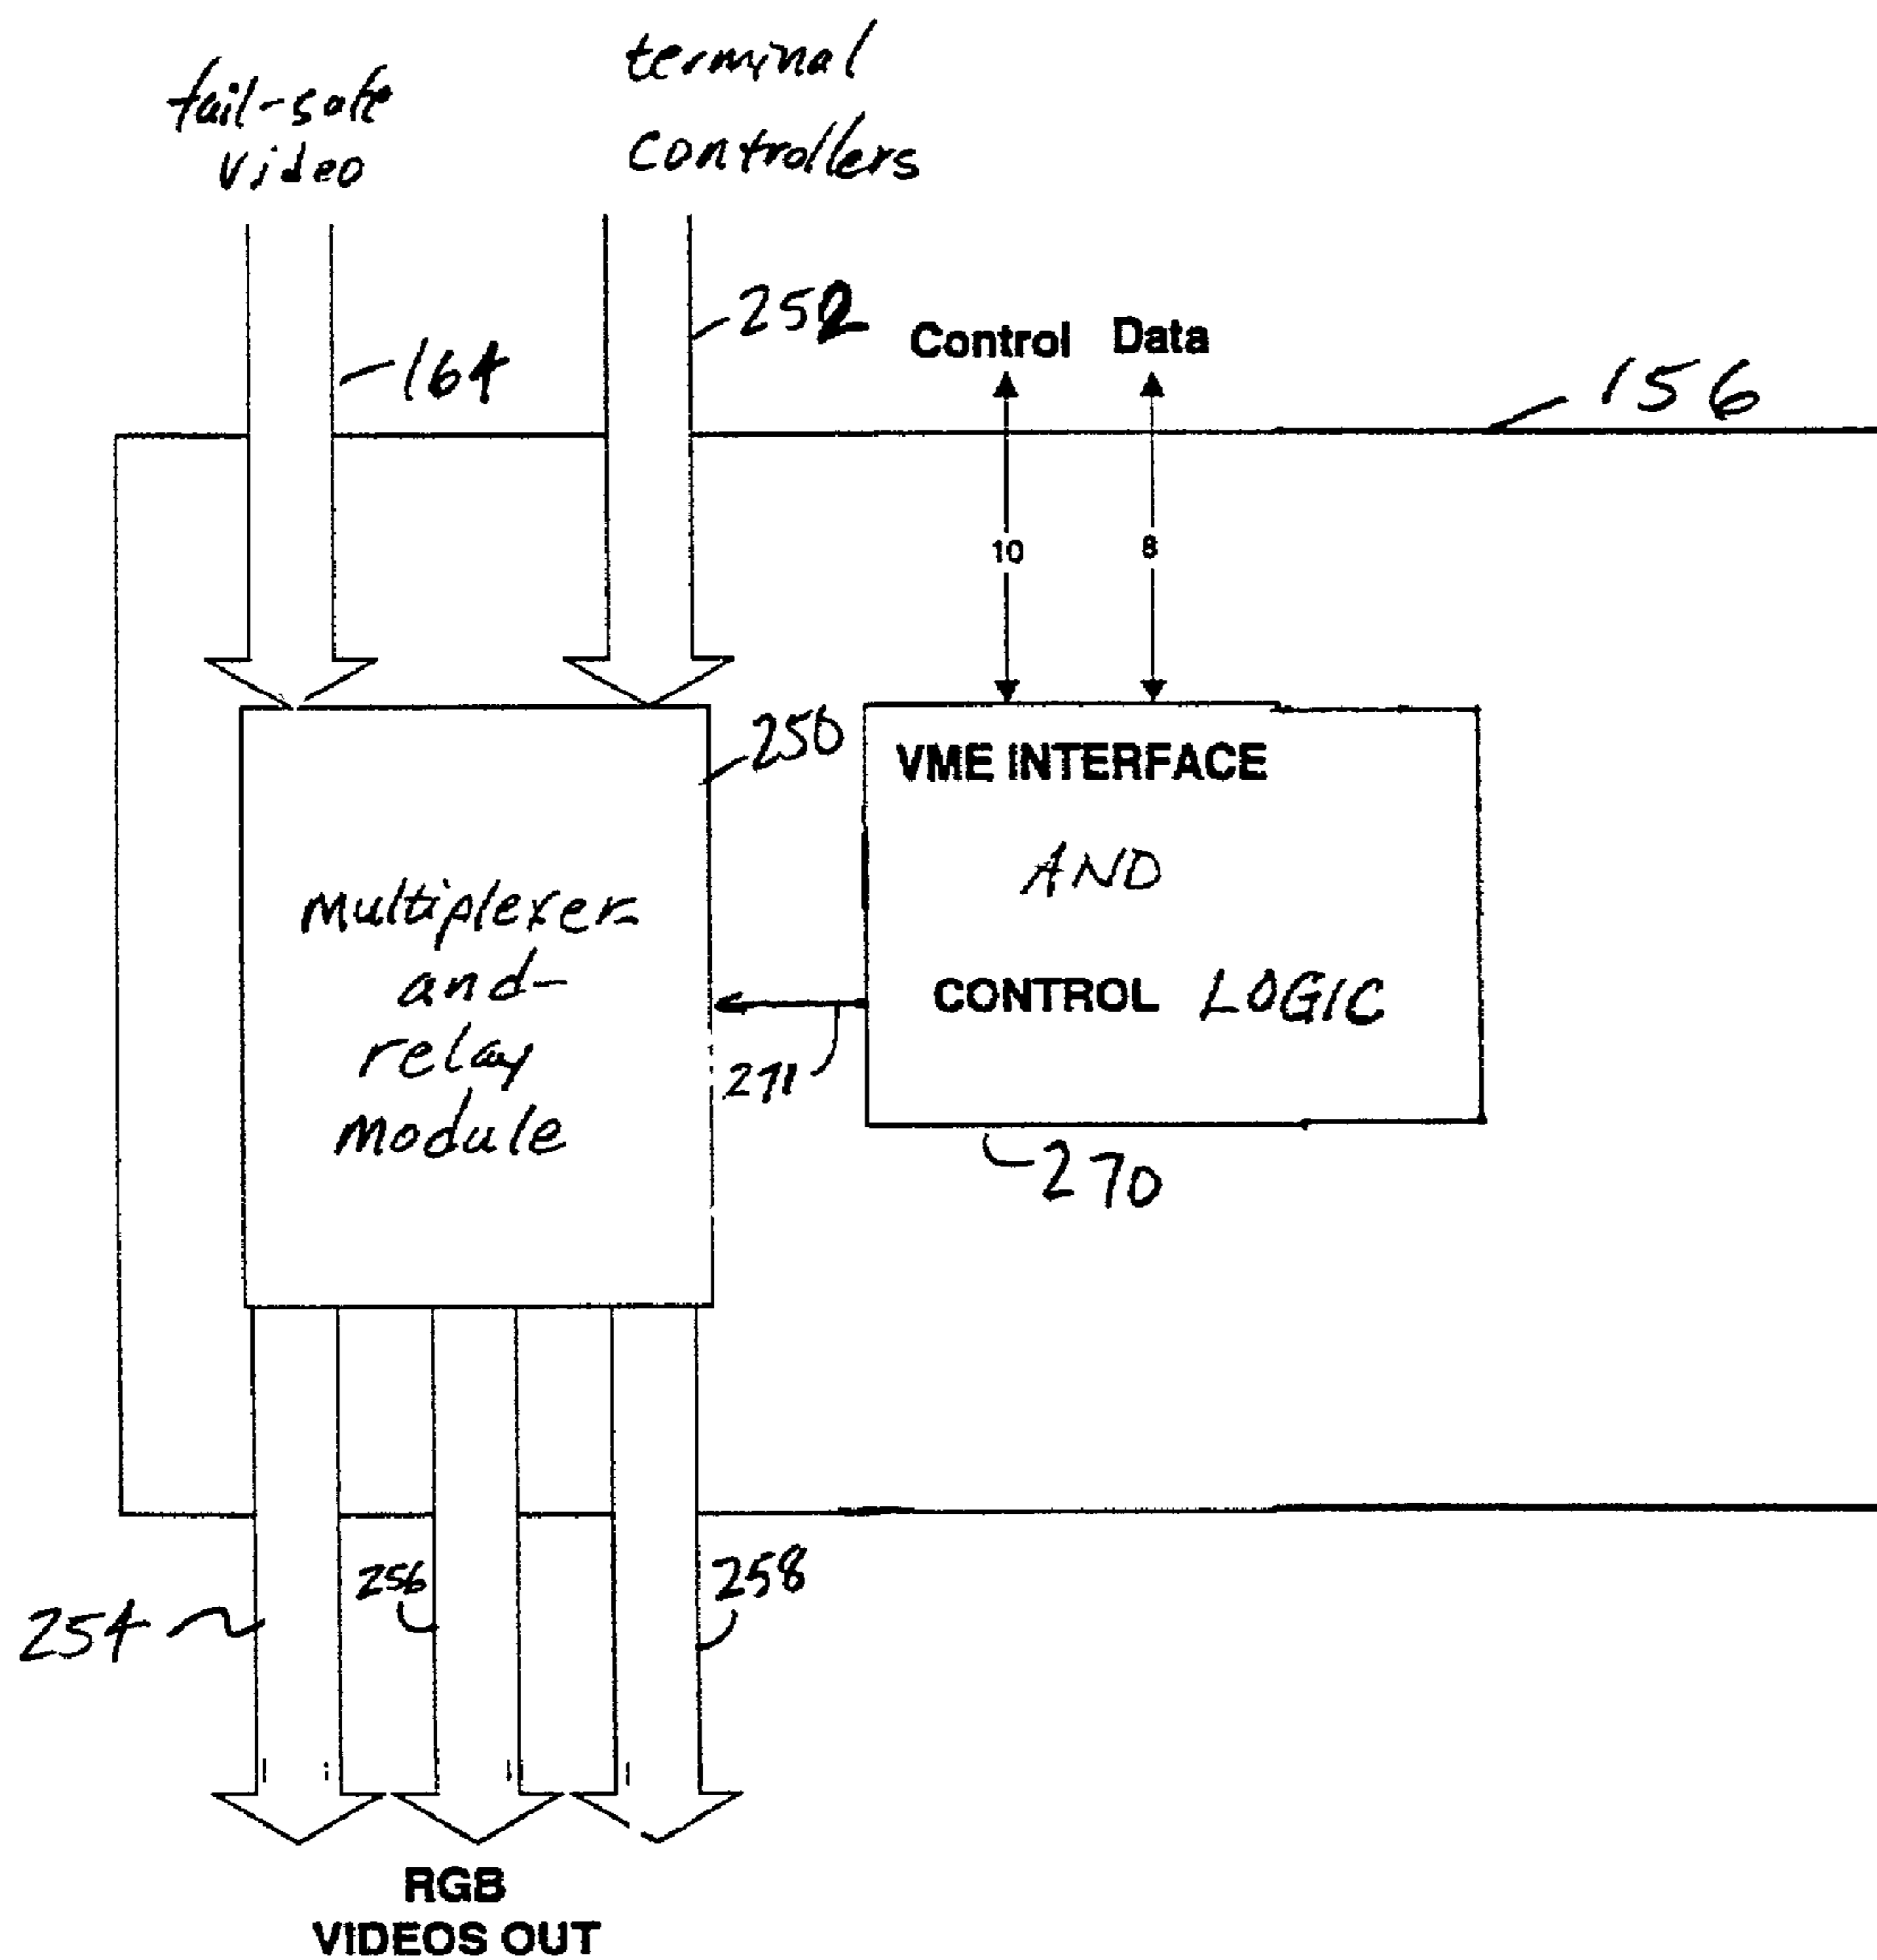 fail-safe
video
terminal
controllers
252
164
Control Data
156
10
8
250
VME INTERFACE
AND
CONTROL LOGIC
multiplexer-
and-
relay
module
271
270
254
256
258
RGB
VIDEOS OUT